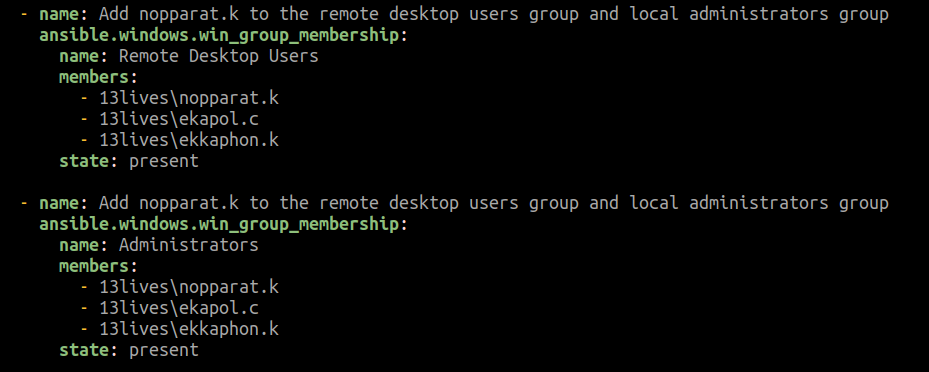 - name: Add nopparat.k to the remote desktop users group and local administrators group
ansible.windows.win_group_membership:
name: Remote Desktop Users
members:
- 13lives\nopparat.k
- 13lives\ekapol.c
- 13lives\ekkaphon.k
state: present
- name: Add nopparat.k to the remote desktop users group and local administrators group
ansible.windows.win_group_membership:
name: Administrators
members:
- 13lives\nopparat.k
- 13lives\ekapol.c
- 13lives\ekkaphon.k
state: present